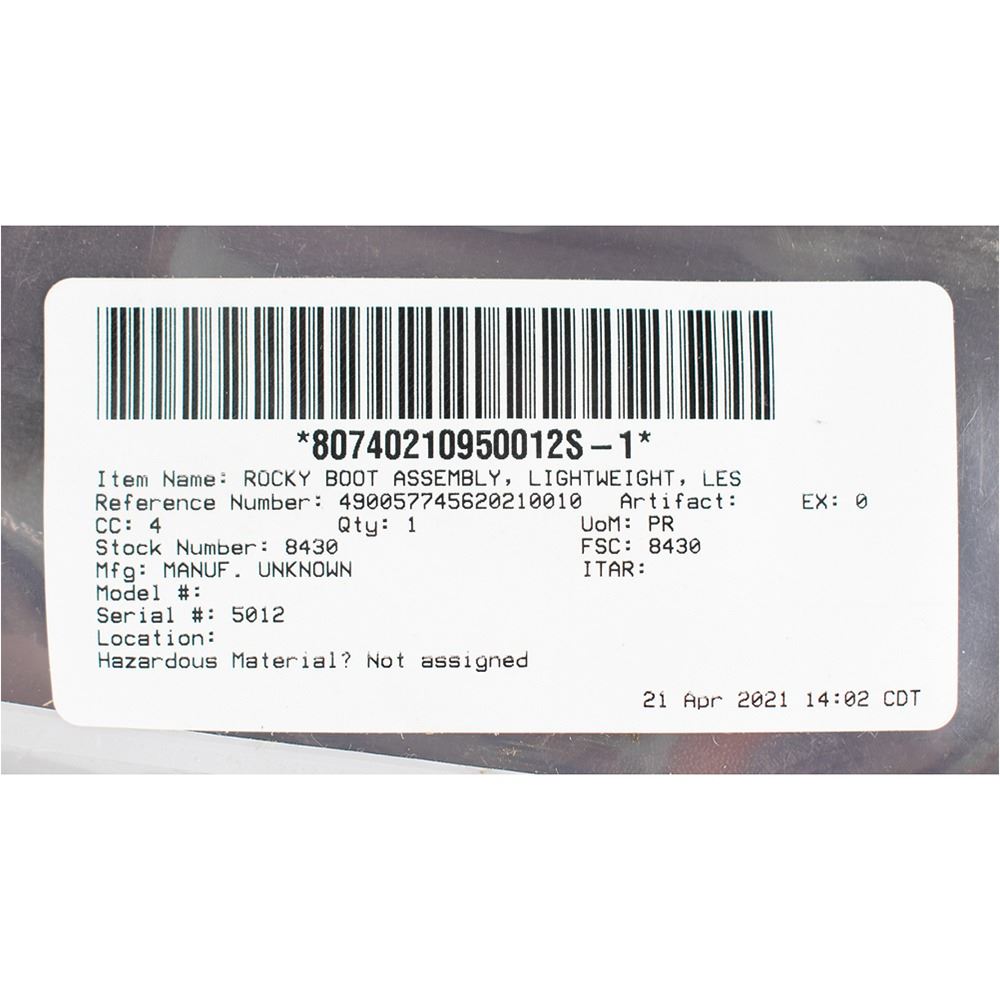 *80740210950012S-1*
Item Name: ROCKY BOOT ASSEMBLY, LIGHTWEIGHT, LES
Reference Number: 490057745620210010 Artifact: EX: 0
CC: 4 Qty: 1 UoM: PR
Stock Number: 8430 FSC: 8430
Mfg: MANUF. UNKNOWN ITAR:
Model #:
Serial #: 5012
Location:
Hazardous Material? Not assigned
21 Apr 2021 14:02 CDT